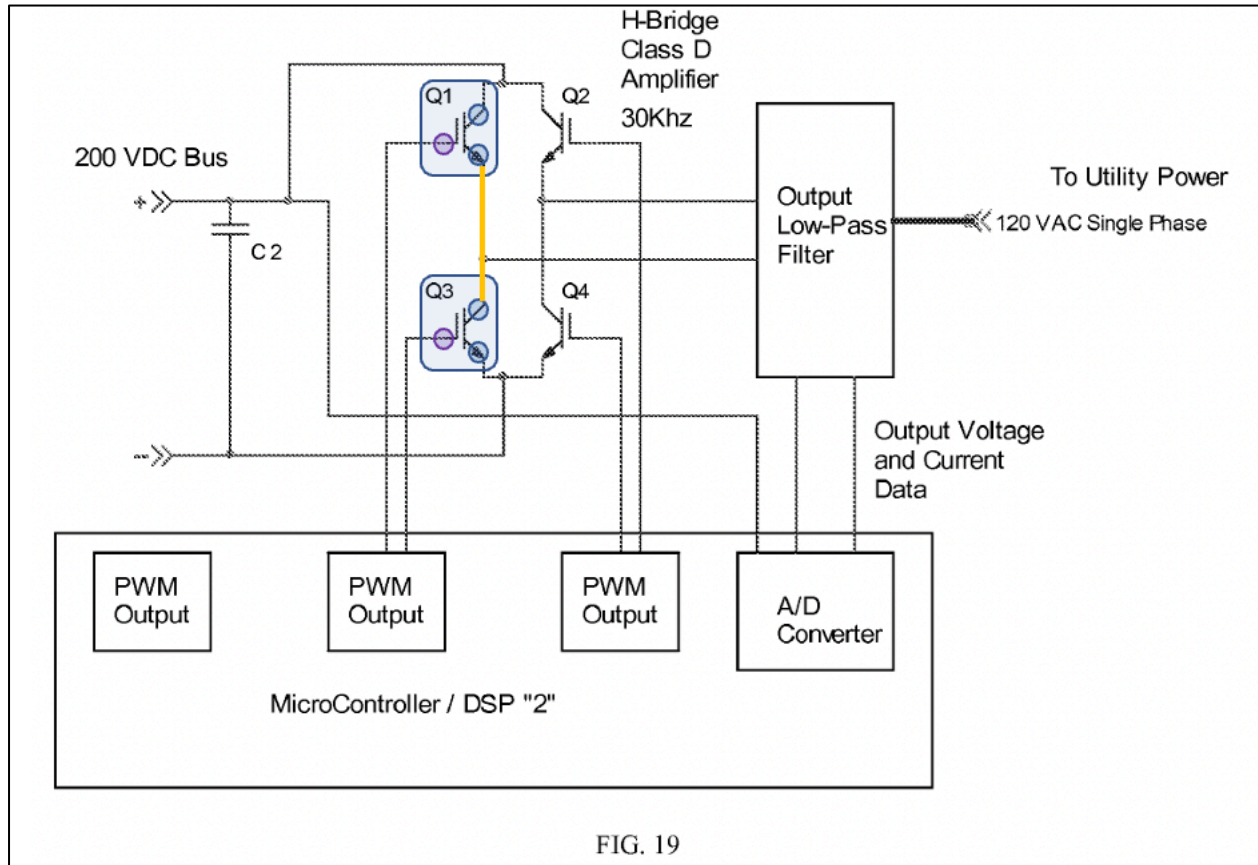 H-Bridge
Class D
Amplifier
30Khz
Q1
Q2
200 VDC Bus
+
C 2
To Utility Power
120 VAC Single Phase
Output
Low-Pass
Filter
Q3
Q4
-
Output Voltage
and Current
Data
PWM
Output
PWM
Output
PWM
Output
A/D
Converter
MicroController / DSP "2"
FIG. 19